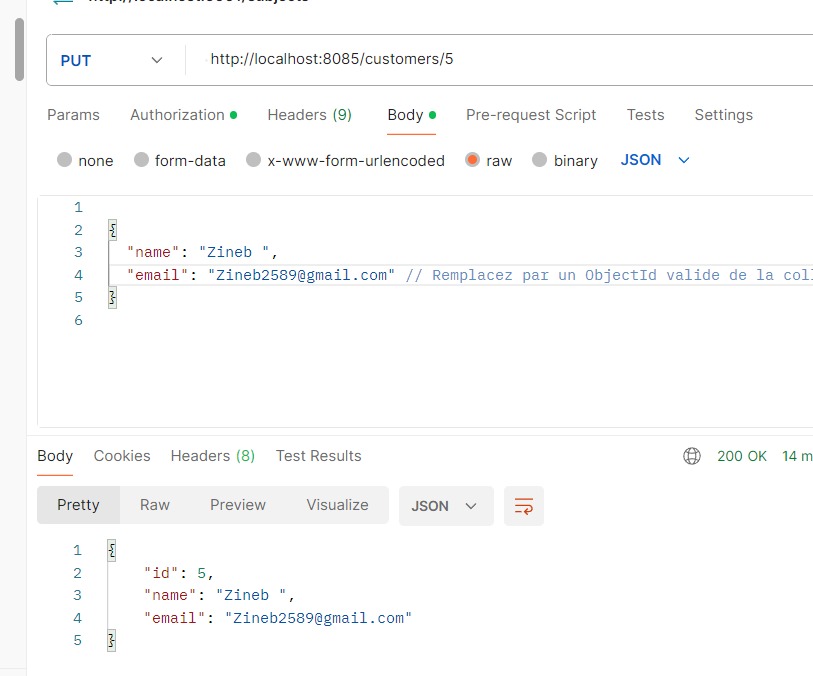 PUT http://localhost:8085/customers/5
Params Authorization Headers (9) Body Pre-request Script Tests Settings
none form-data x-www-form-urlencoded raw binary JSON
1
2 {
3 "name": "Zineb ",
4 "email": "Zineb2589@gmail.com" // Remplacez par un ObjectId valide de la
5 }
6
Body Cookies Headers (8) Test Results 200 OK 14
Pretty Raw Preview Visualize JSON
1 {
2 "id": 5,
3 "name": "Zineb ",
4 "email": "Zineb2589@gmail.com"
5 }